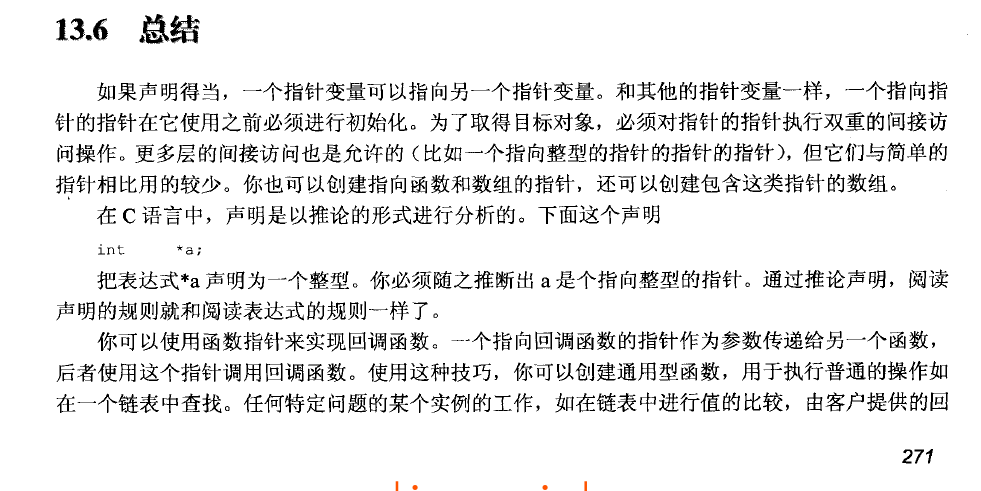 13.6 总结
如果声明得当，一个指针变量可以指向另一个指针变量。和其他的指针变量一样，一个指向指
针的指针在它使用之前必须进行初始化。为了取得目标对象，必须对指针的指针执行双重的间接访
问操作。更多层的间接访问也是允许的（比如一个指向整型的指针的指针的指针），但它们与简单的
指针相比用的较少。你也可以创建指向函数和数组的指针，还可以创建包含这类指针的数组。
在 C 语言中，声明是以推论的形式进行分析的。下面这个声明
int *a;
把表达式*a 声明为一个整型。你必须随之推断出 a 是个指向整型的指针。通过推论声明，阅读
声明的规则就和阅读表达式的规则一样了。
你可以使用函数指针来实现回调函数。一个指向回调函数的指针作为参数传递给另一个函数，
后者使用这个指针调用回调函数。使用这种技巧，你可以创建通用型函数，用于执行普通的操作如
在一个链表中查找。任何特定问题的某个实例的工作，如在链表中进行值的比较，由客户提供的回
271